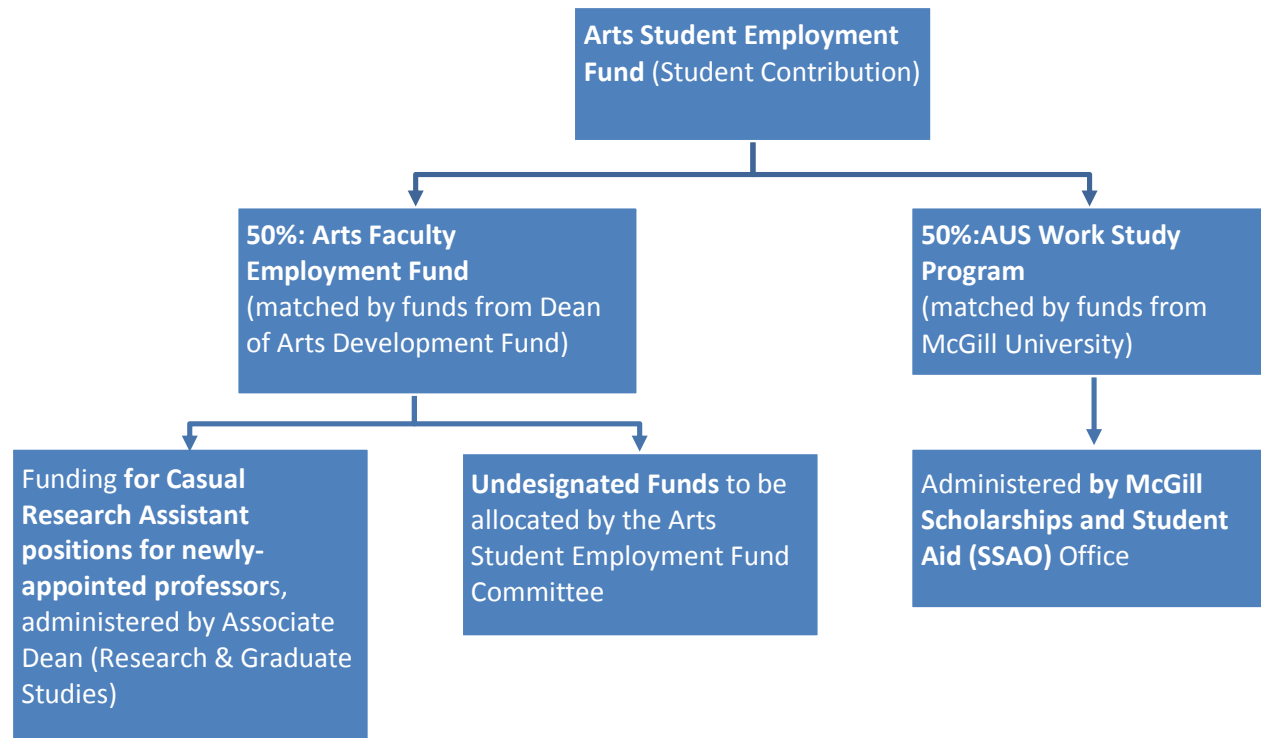 Arts Student Employment
Fund (Student Contribution)
50%: Arts Faculty
Employment Fund
(matched by funds from Dean
of Arts Development Fund)
50%:AUS Work Study
Program
(matched by funds from
McGill University)
Funding for Casual
Research Assistant
positions for newly-
appointed professors,
administered by Associate
Dean (Research & Graduate
Studies)
Undesignated Funds to be
allocated by the Arts
Student Employment Fund
Committee
Administered by McGill
Scholarships and Student
Aid (SSAO) Office